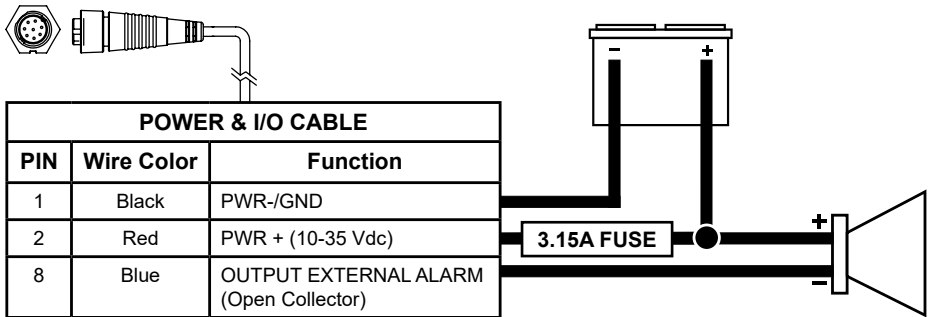 - +
POWER & I/O CABLE
PIN Wire Color Function
1 Black PWR-/GND
2 Red PWR + (10-35 Vdc)
3.15A FUSE
+
8 Blue OUTPUT EXTERNAL ALARM
(Open Collector)
-